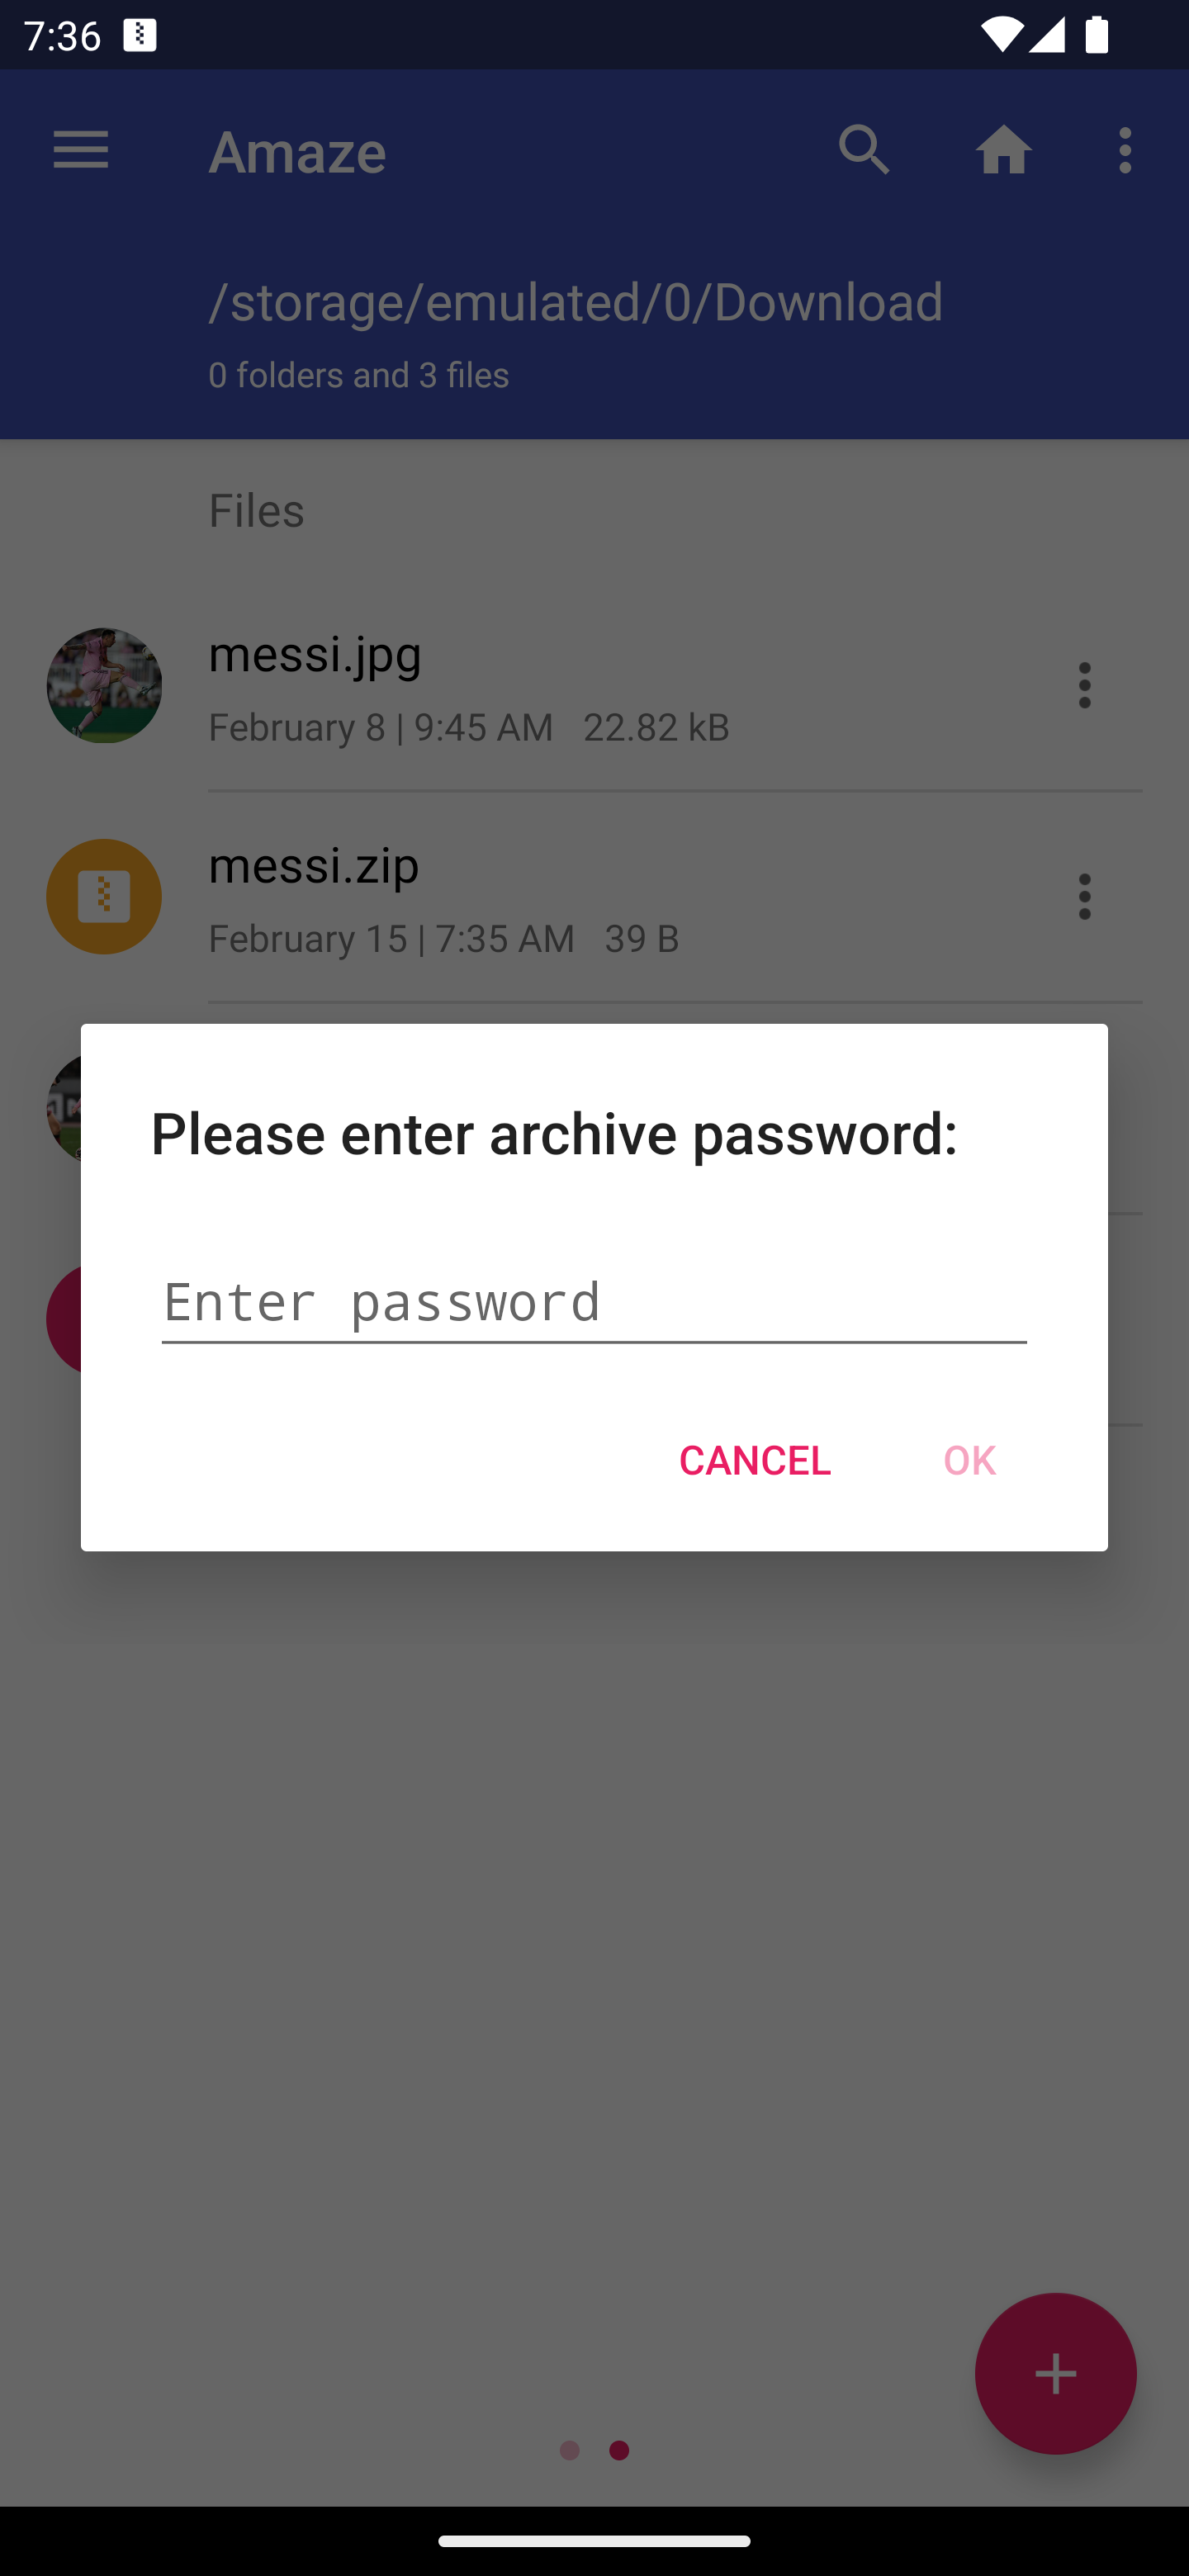 7:36
Amaze
/storage/emulated/0/Download
0 folders and 3 files
Files
messi.jpg
February 8 | 9:45 AM 22.82 kB
messi.zip
February 15 | 7:35 AM 39 B
Please enter archive password:
Enter password
CANCEL OK